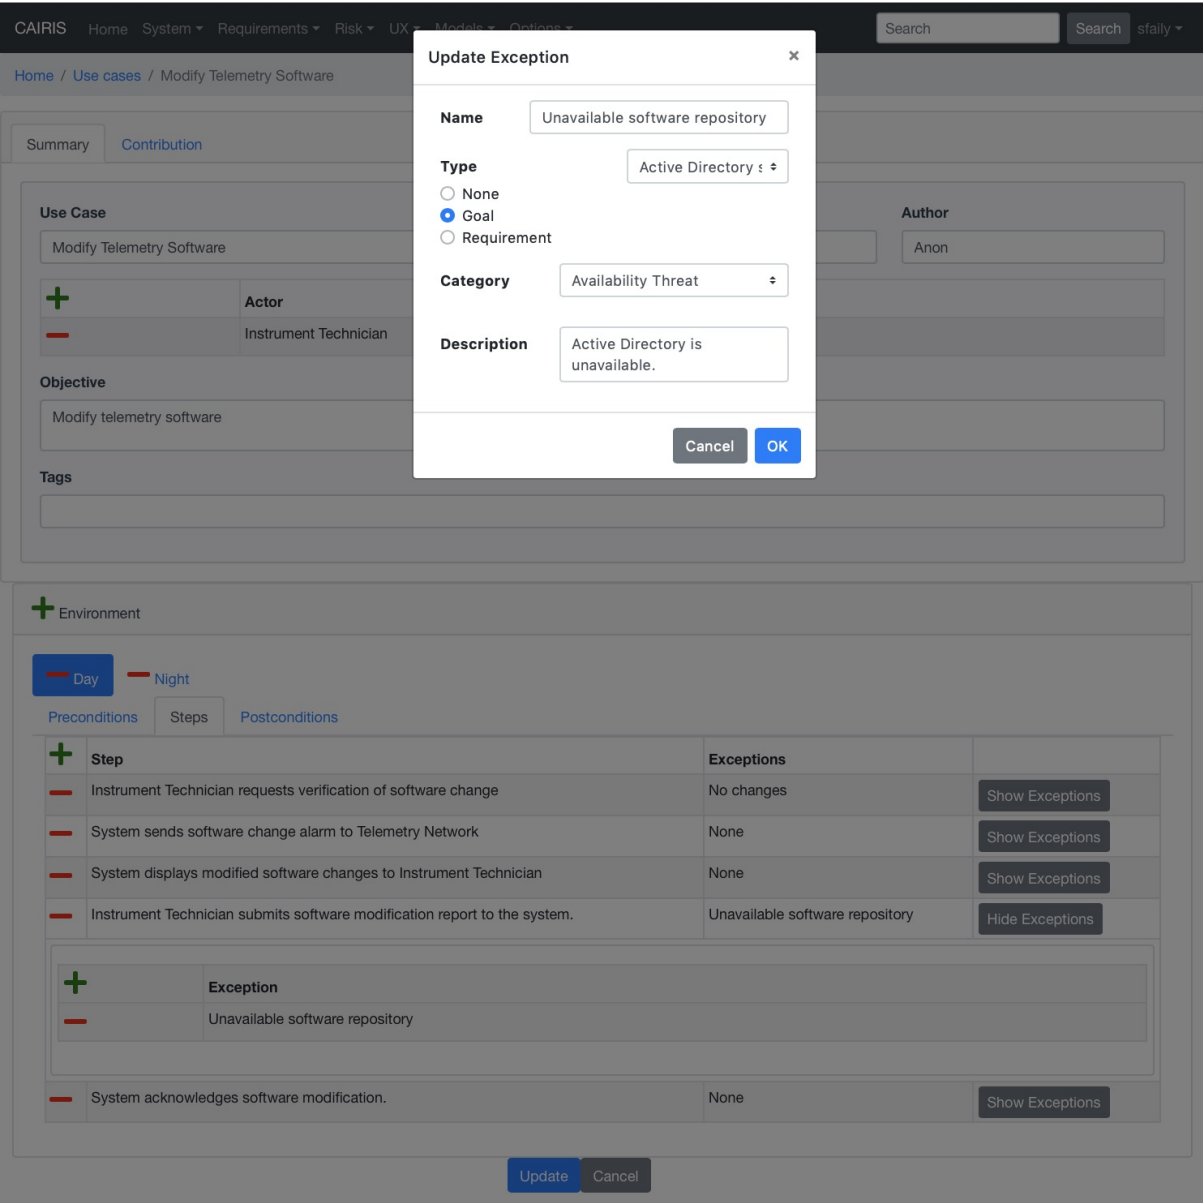 CAIRIS Home System Requirements Risk UX Models Options Search Search sfaily
Update Exception ×
Home / Use cases / Modify Telemetry Software
Name Unavailable software repository
Summary Contribution
Type Active Directory s
None
Goal
Requirement
Use Case Author
Modify Telemetry Software Anon
Category Availability Threat
Actor
Instrument Technician
Description Active Directory is
unavailable.
Objective
Modify telemetry software
Cancel OK
Tags
Environment
Day Night
Preconditions Steps Postconditions
Step Exceptions
Instrument Technician requests verification of software change No changes Show Exceptions
System sends software change alarm to Telemetry Network None Show Exceptions
System displays modified software changes to Instrument Technician None Show Exceptions
Instrument Technician submits software modification report to the system. Unavailable software repository Hide Exceptions
Exception
Unavailable software repository
System acknowledges software modification. None Show Exceptions
Update Cancel